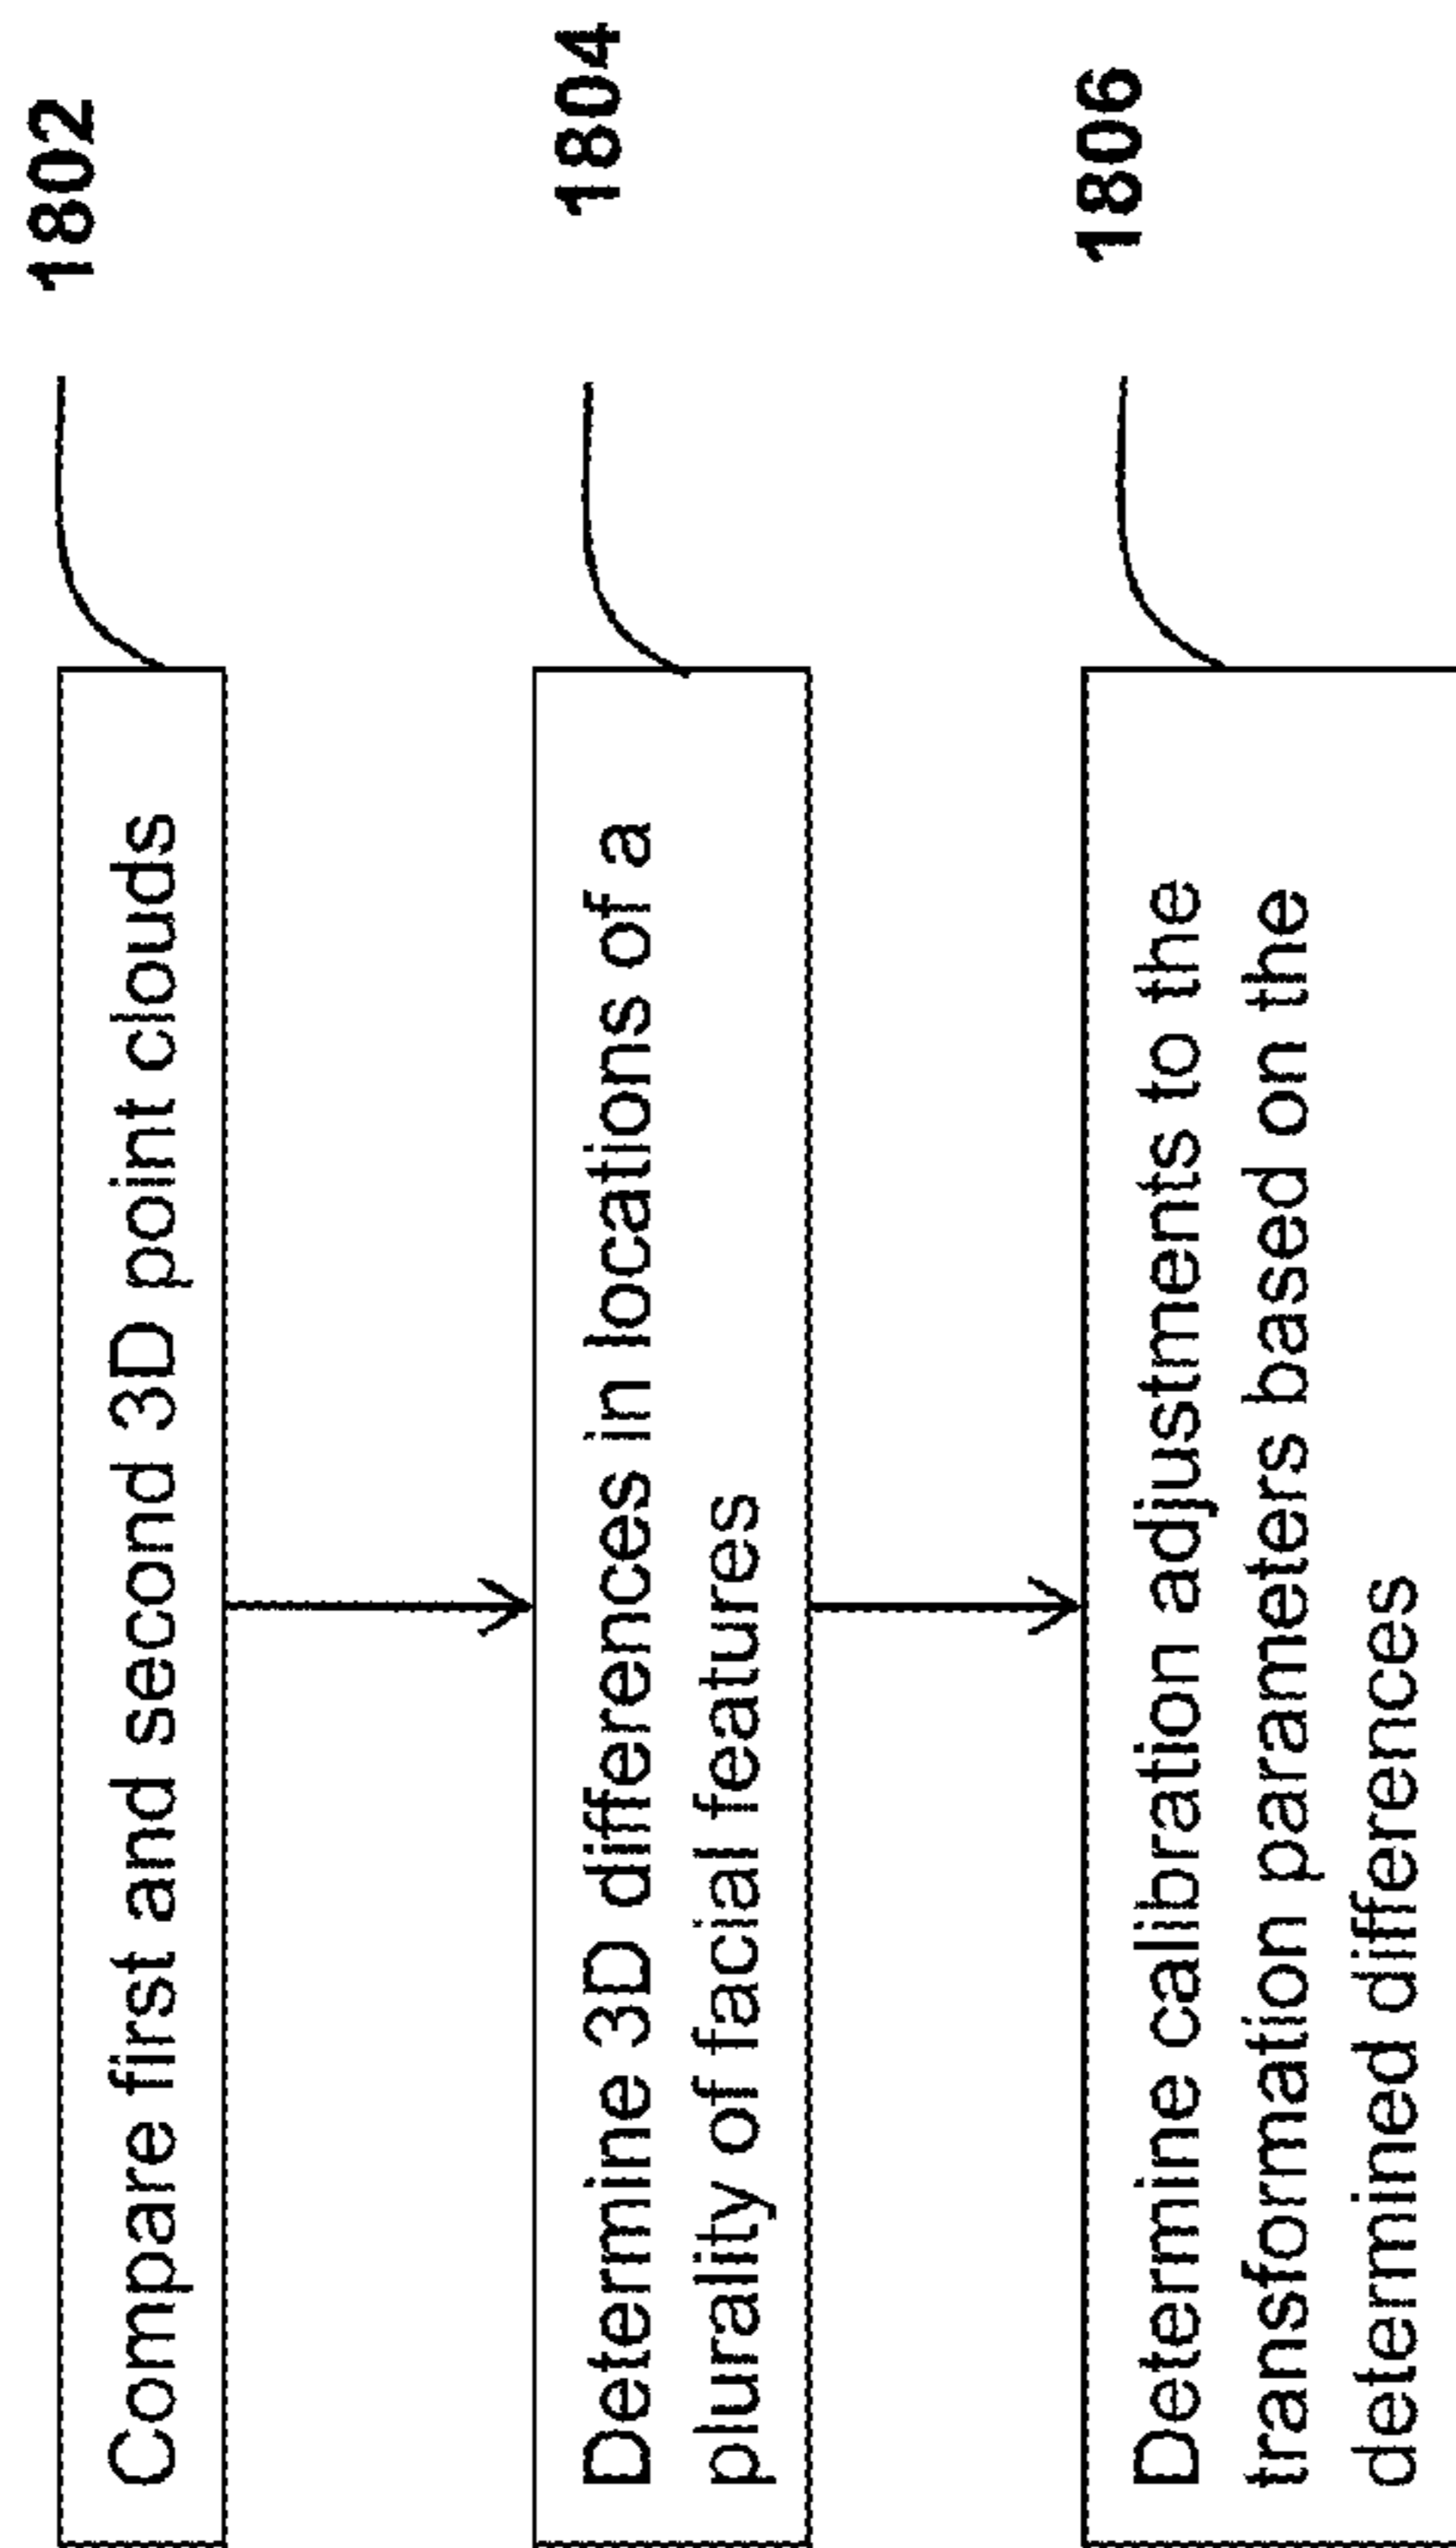 Compare first and second 3D point clouds
1802
Determine 3D differences in locations of a
plurality of facial features
1804
Determine calibration adjustments to the
transformation parameters based on the
determined differences
1806